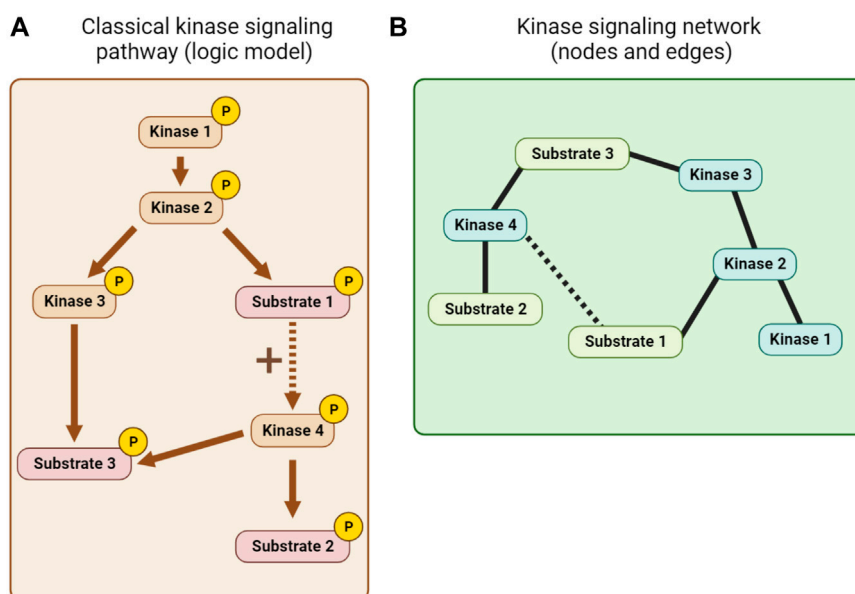 A
Classical kinase signaling
pathway (logic model)
P
Kinase 1
P
Kinase 2
P
Kinase 3
P
Substrate 1
+
P
Kinase 4
P
Substrate 3
P
Substrate 2
B
Kinase signaling network
(nodes and edges)
Substrate 3
Kinase 3
Kinase 4
Kinase 2
Substrate 2
Substrate 1
Kinase 1